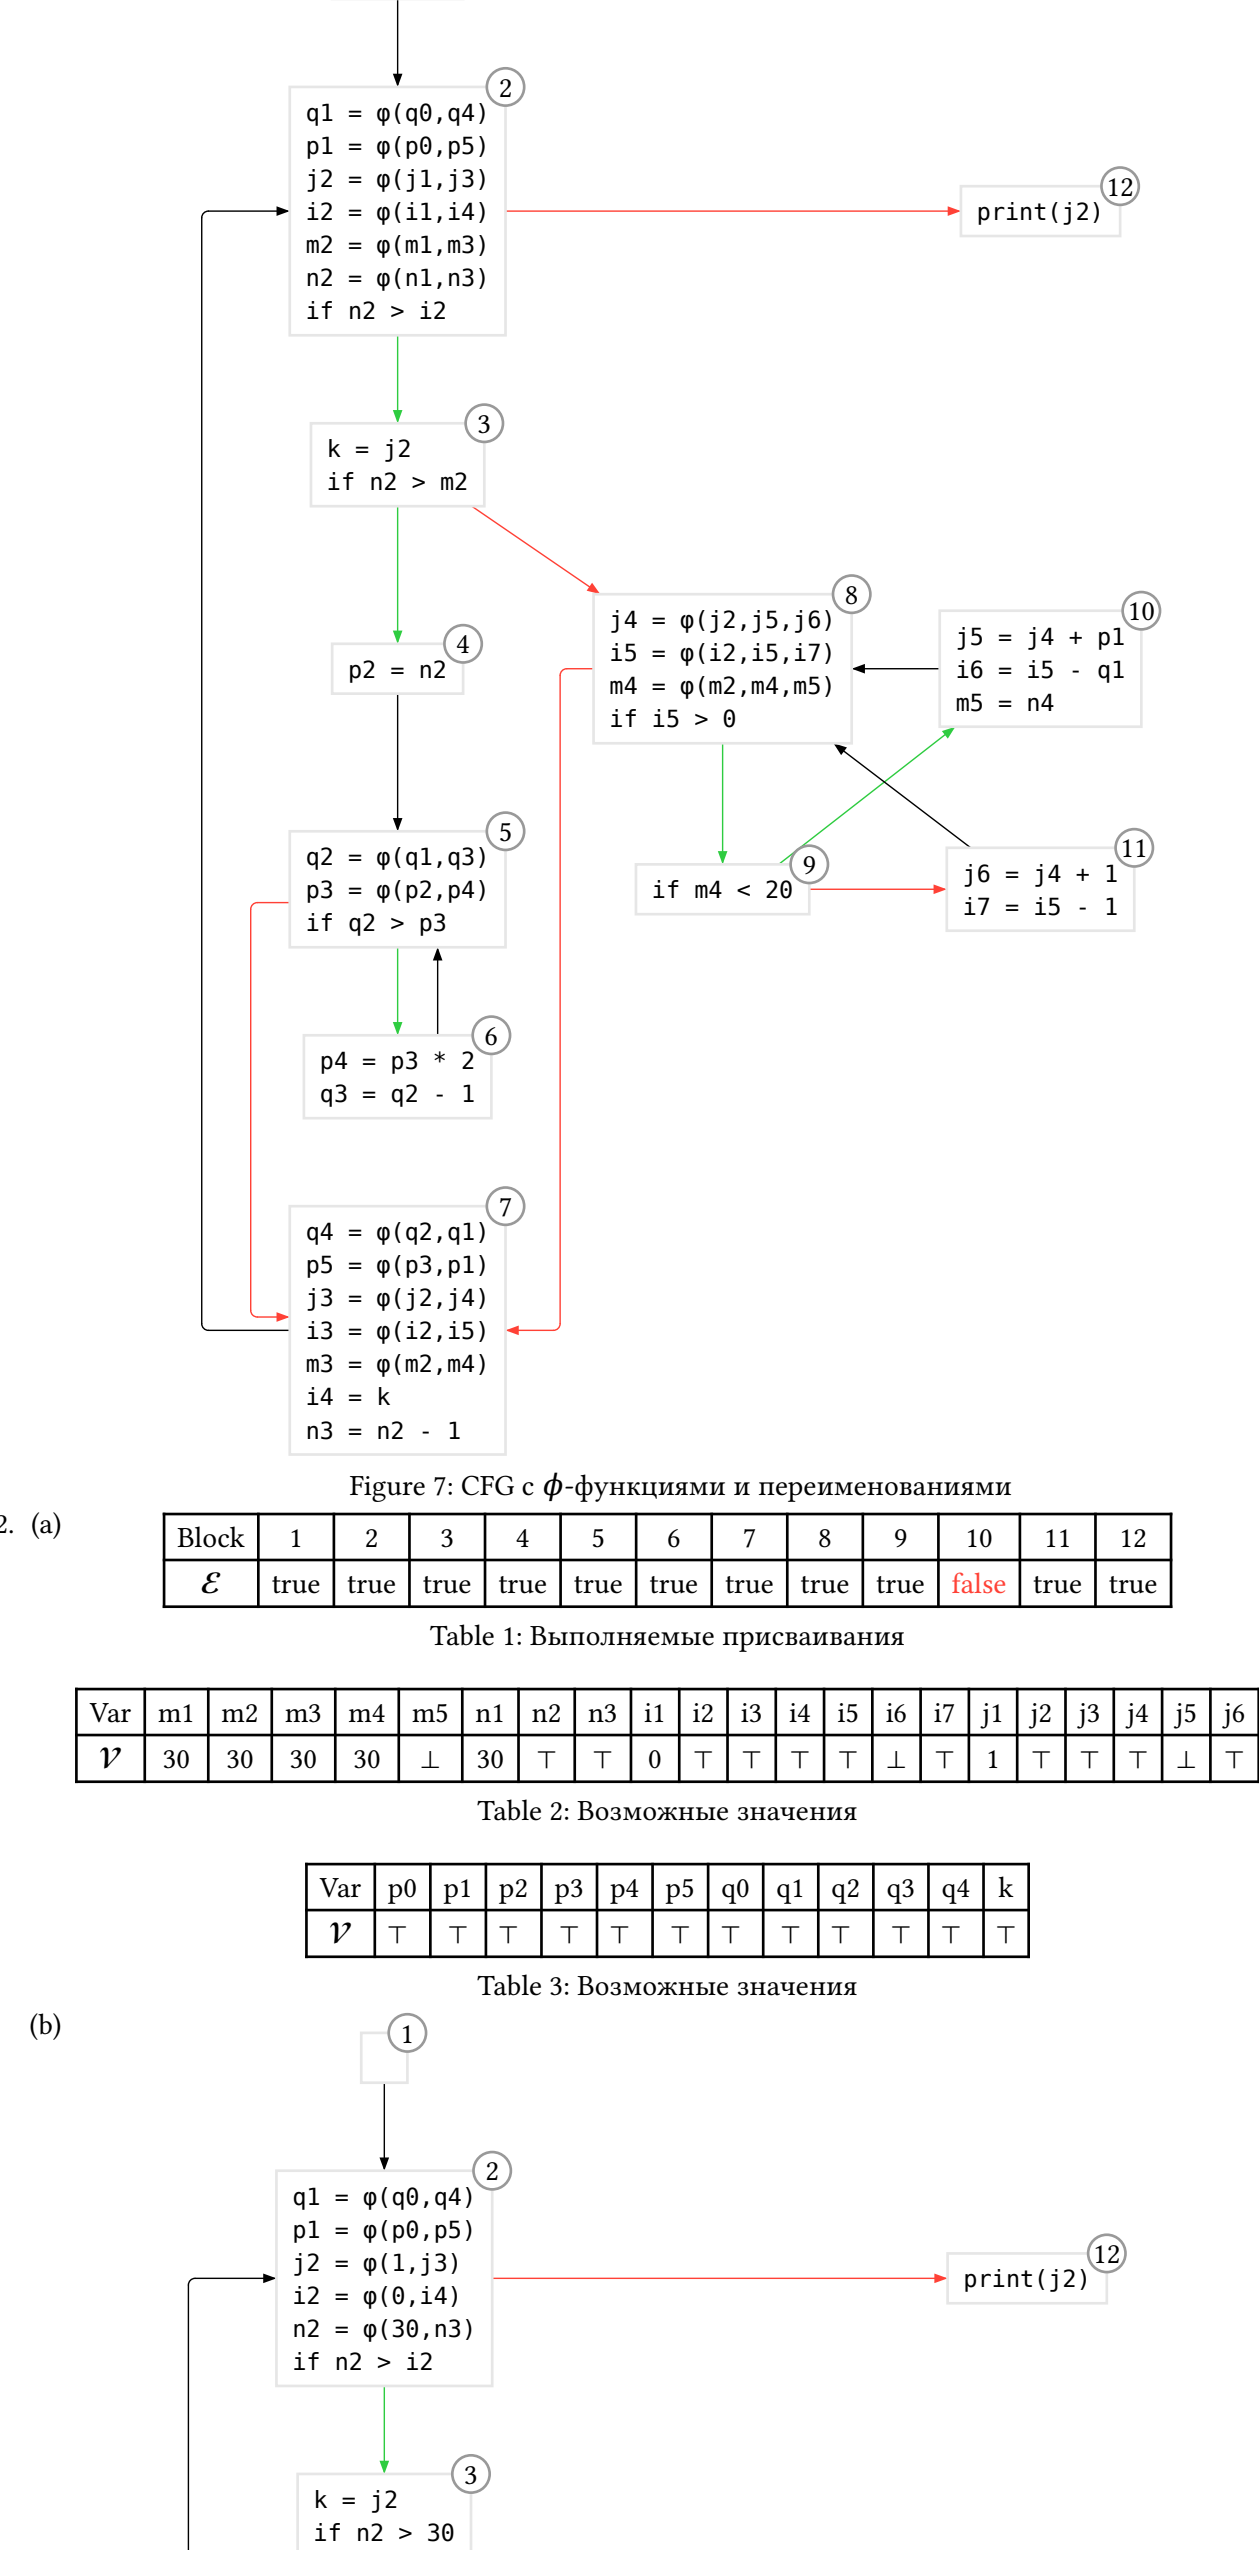 2
q1 = φ(q0,q4)
p1 = φ(p0,p5)
j2 = φ(j1,j3)
i2 = φ(i1,i4)
m2 = φ(m1,m3)
n2 = φ(n1,n3)
if n2 > i2
12
print(j2)
3
k = j2
if n2 > m2
4
p2 = n2
8
j4 = φ(j2,j5,j6)
i5 = φ(i2,i5,i7)
m4 = φ(m2,m4,m5)
if i5 > 0
10
j5 = j4 + p1
i6 = i5 - q1
m5 = n4
5
q2 = φ(q1,q3)
p3 = φ(p2,p4)
if q2 > p3
9
if m4 < 20
11
j6 = j4 + 1
i7 = i5 - 1
6
p4 = p3 * 2
q3 = q2 - 1
7
q4 = φ(q2,q1)
p5 = φ(p3,p1)
j3 = φ(j2,j4)
i3 = φ(i2,i5)
m3 = φ(m2,m4)
i4 = k
n3 = n2 - 1
Figure 7: CFG с ϕ-функциями и переименованиями
2. (a)
Block 1 2 3 4 5 6 7 8 9 10 11 12
ℰ true true true true true true true true true false true true
Table 1: Выполняемые присваивания
Var m1 m2 m3 m4 m5 n1 n2 n3 i1 i2 i3 i4 i5 i6 i7 j1 j2 j3 j4 j5 j6
𝒱 30 30 30 30 ⊥ 30 ⊤ ⊤ 0 ⊤ ⊤ ⊤ ⊤ ⊥ ⊤ 1 ⊤ ⊤ ⊤ ⊥ ⊤
Table 2: Возможные значения
Var p0 p1 p2 p3 p4 p5 q0 q1 q2 q3 q4 k
𝒱 ⊤ ⊤ ⊤ ⊤ ⊤ ⊤ ⊤ ⊤ ⊤ ⊤ ⊤ ⊤
Table 3: Возможные значения
(b)
1
2
q1 = φ(q0,q4)
p1 = φ(p0,p5)
j2 = φ(1,j3)
i2 = φ(0,i4)
n2 = φ(30,n3)
if n2 > i2
12
print(j2)
3
k = j2
if n2 > 30